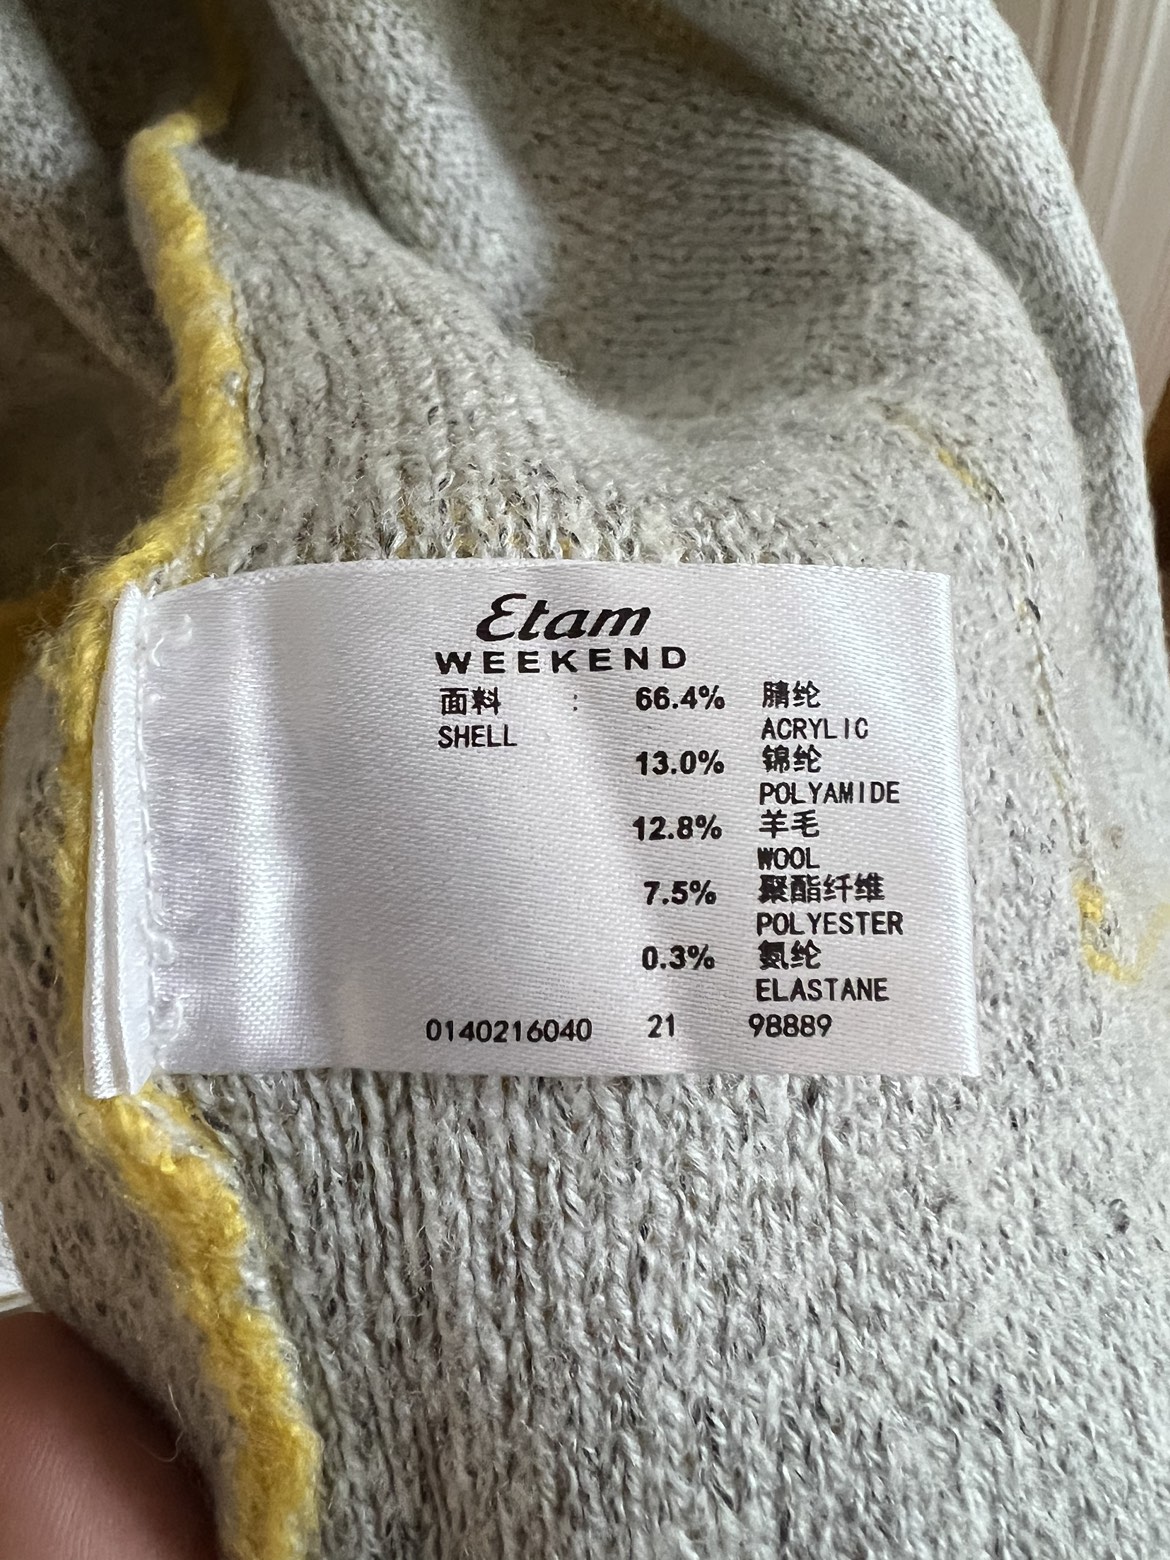 Etam
WEEKEND
面料 : 66.4% 腈纶
SHELL ACRYLIC
13.0% 锦纶
POLYAMIDE
12.8% 羊毛
WOOL
7.5% 聚酯纤维
POLYESTER
0.3% 氨纶
ELASTANE
0140216040 21 98889